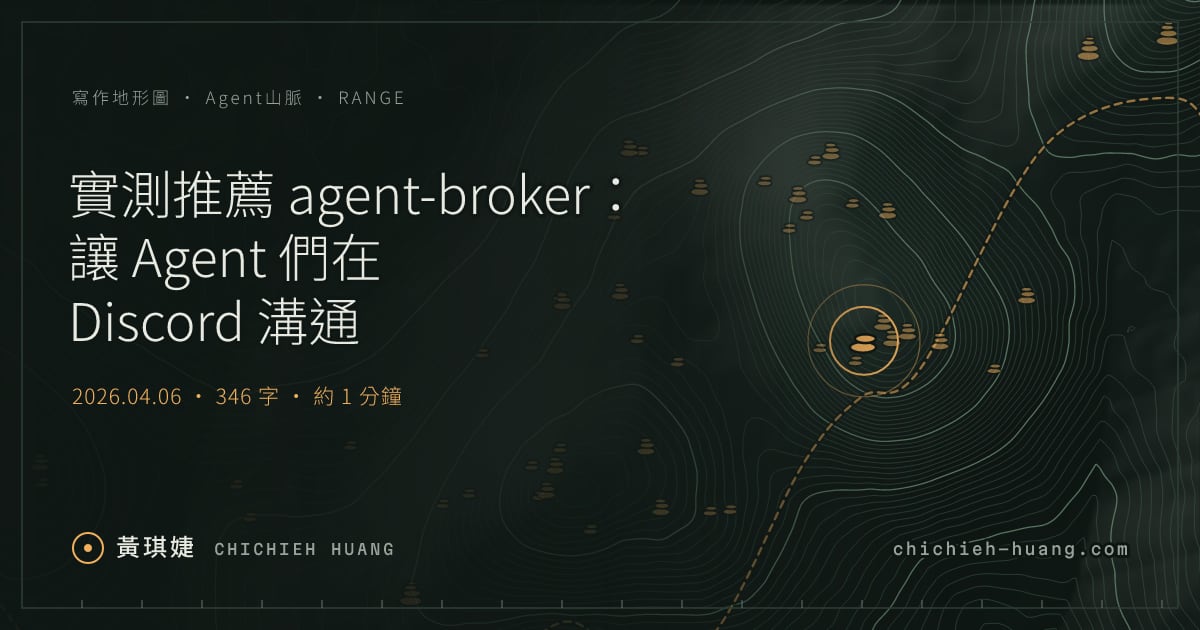 寫作地形圖 · Agent山脈 · RANGE
實測推薦 agent-broker：
讓 Agent 們在
Discord 溝通
2026.04.06 · 346 字 · 約 1 分鐘
黃琪婕 CHICHIEH HUANG
chichieh-huang.com